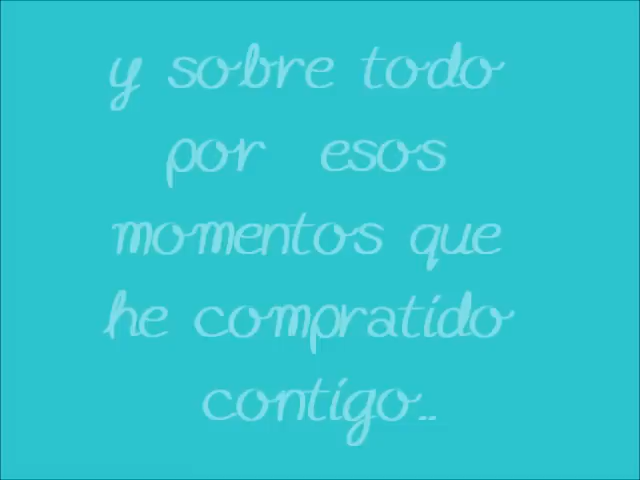 y sobre todo
por esos
momentos que
he compratido
contigo..